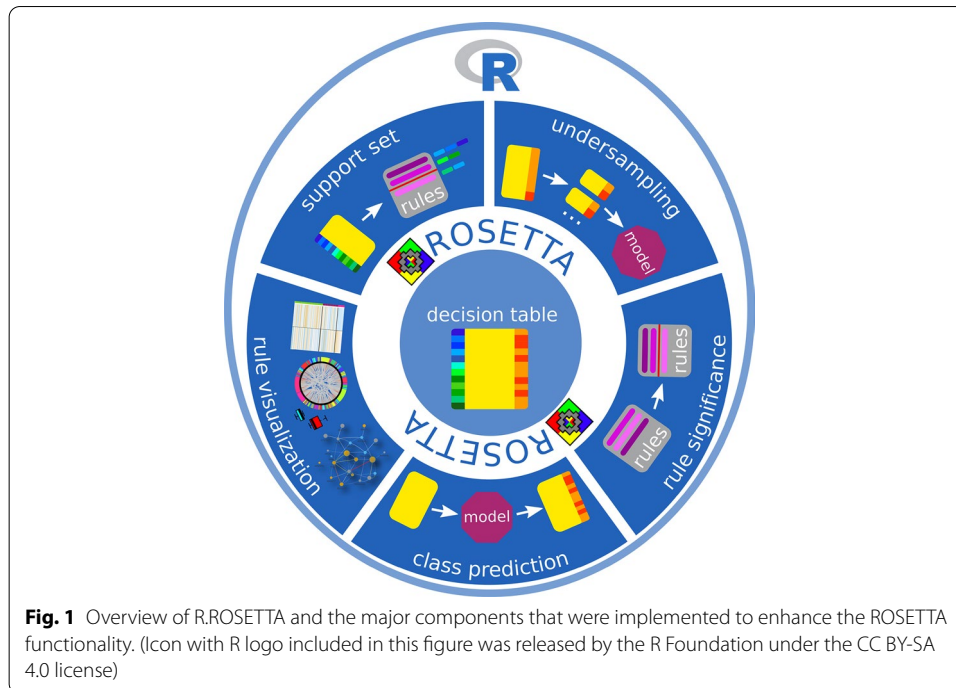 R
support set
undersampling
rules
...
model
ROSETTA
decision table
rule visualization
rules
rules
rule significance
ROSETTA
model
class prediction
Fig. 1 Overview of R.ROSETTA and the major components that were implemented to enhance the ROSETTA
functionality. (Icon with R logo included in this figure was released by the R Foundation under the CC BY-SA
4.0 license)